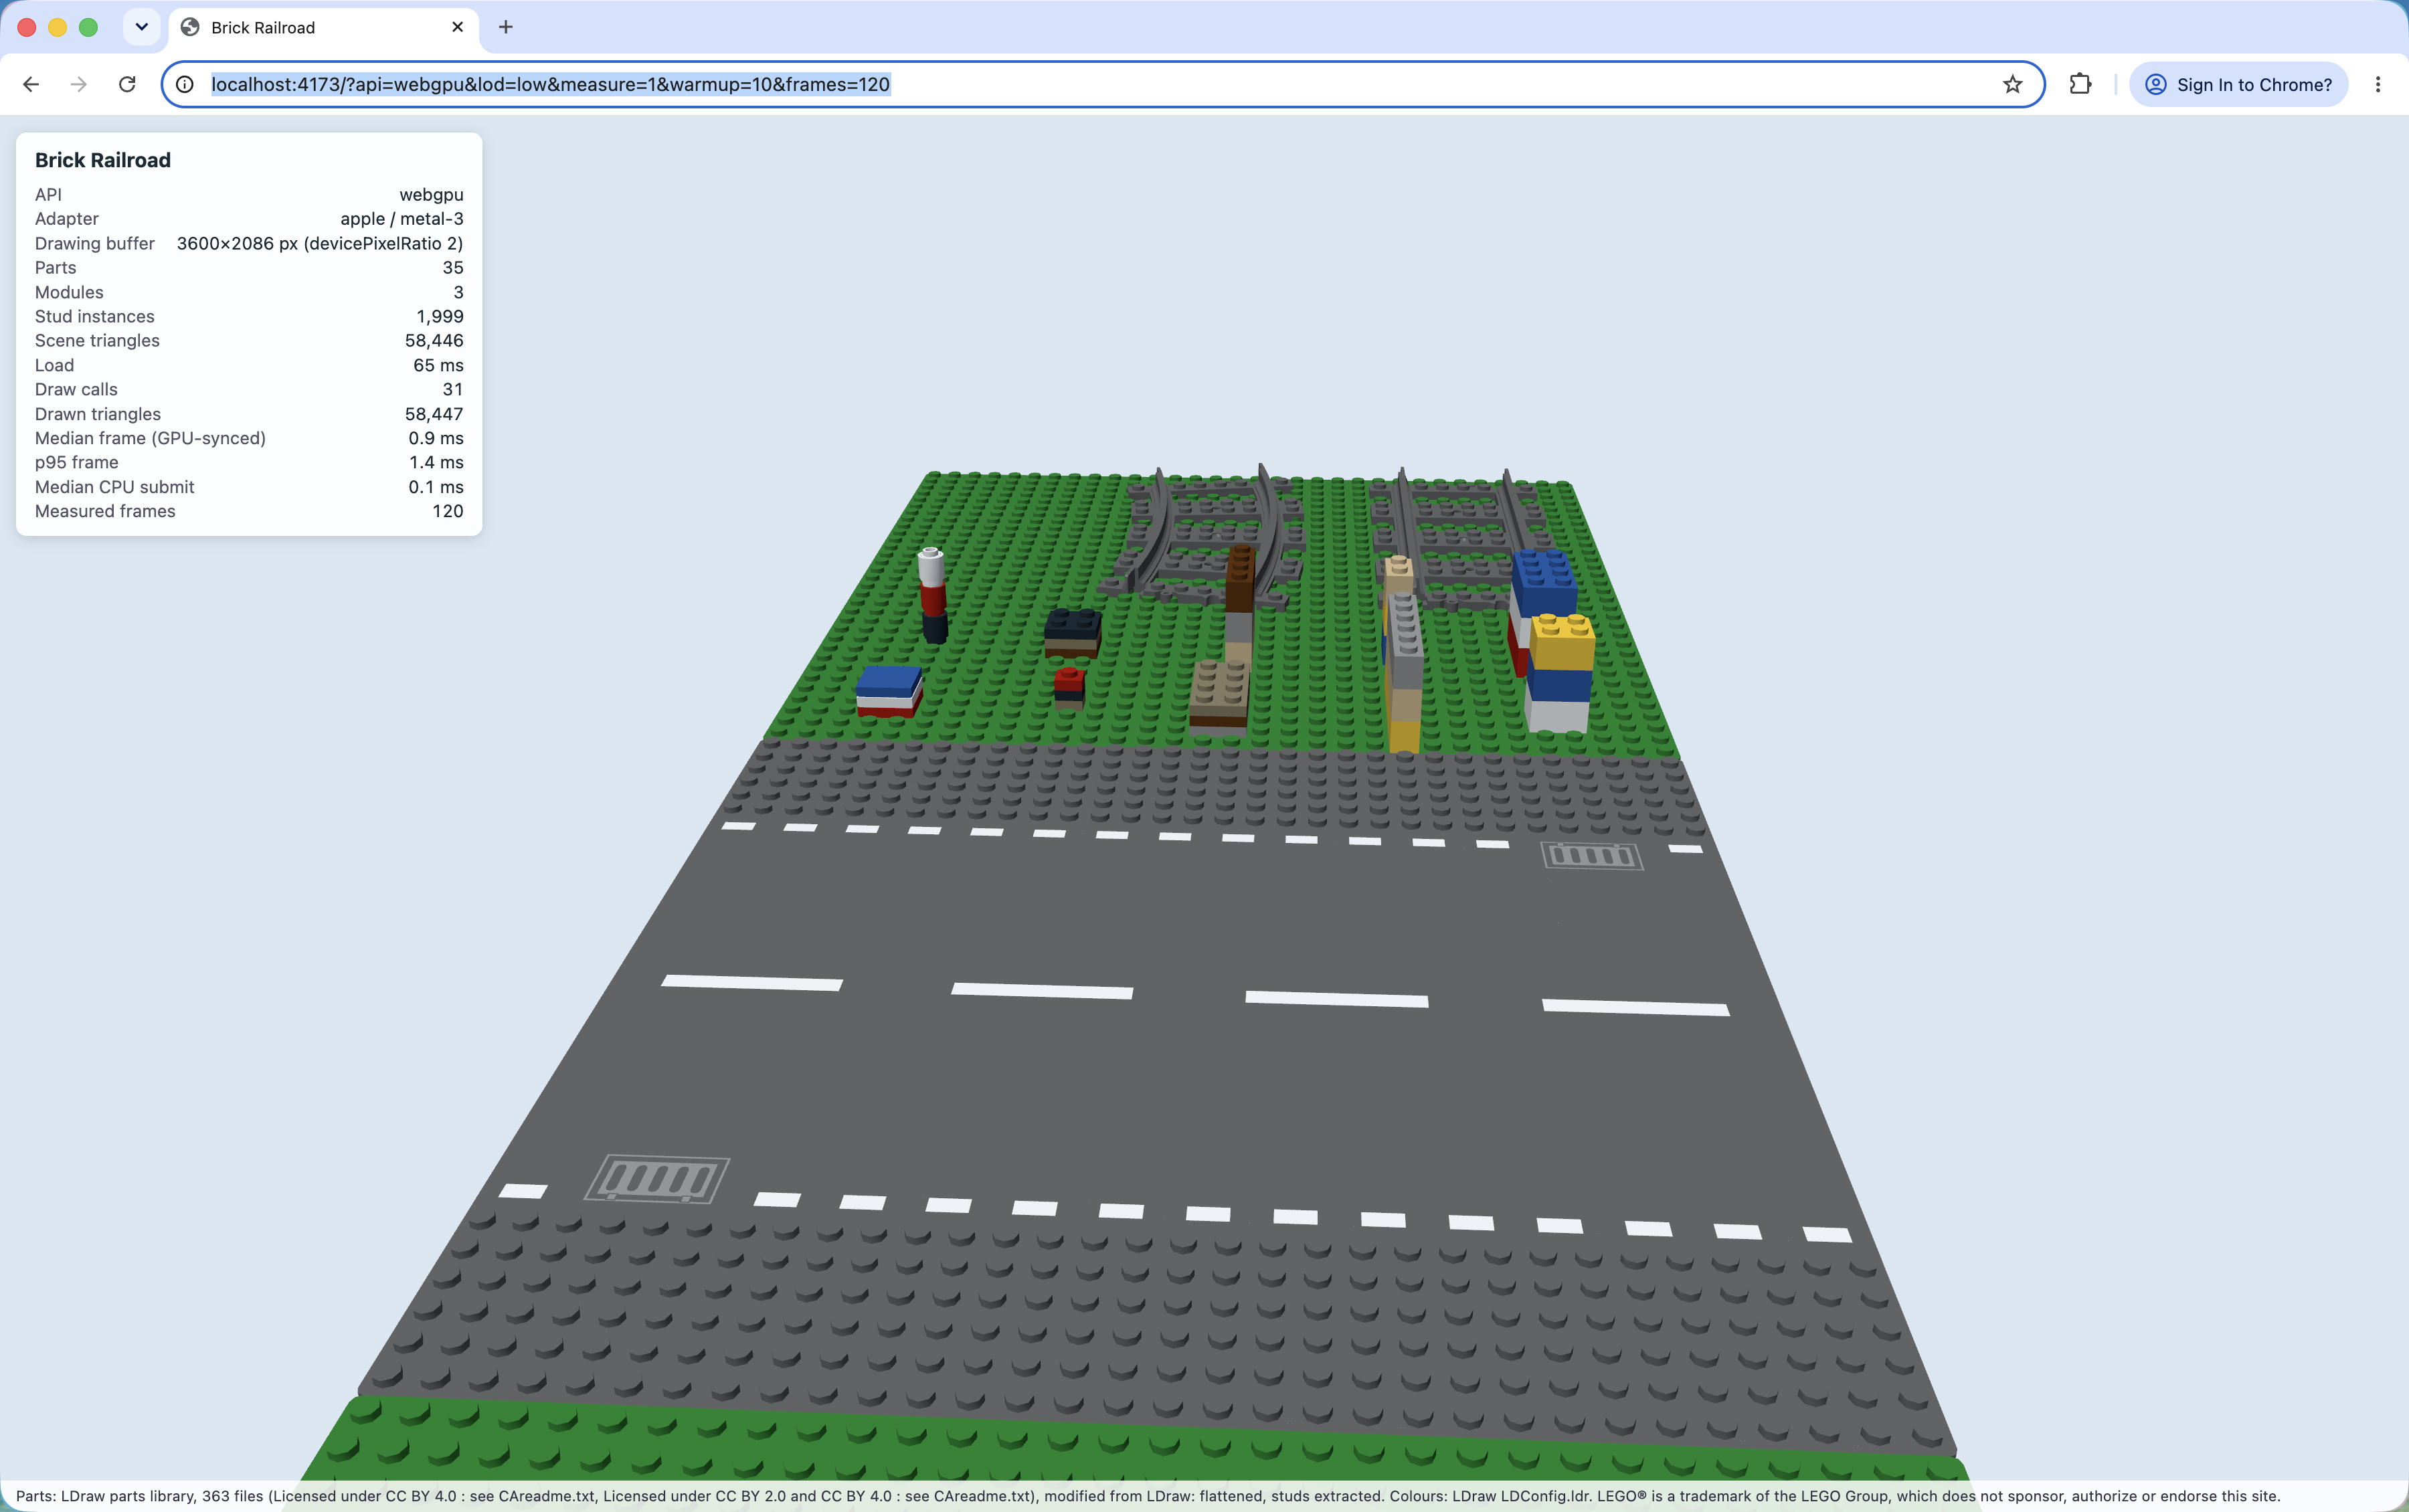 Brick Railroad
localhost:4173/?api=webgpu&lod=low&measure=1&warmup=10&frames=120
Sign In to Chrome?
Brick Railroad
API webgpu
Adapter apple / metal-3
Drawing buffer 3600×2086 px (devicePixelRatio 2)
Parts 35
Modules 3
Stud instances 1,999
Scene triangles 58,446
Load 65 ms
Draw calls 31
Drawn triangles 58,447
Median frame (GPU-synced) 0.9 ms
p95 frame 1.4 ms
Median CPU submit 0.1 ms
Measured frames 120
Parts: LDraw parts library, 363 files (Licensed under CC BY 4.0 : see CAreadme.txt, Licensed under CC BY 2.0 and CC BY 4.0 : see CAreadme.txt), modified from LDraw: flattened, studs extracted. Colours: LDraw LDConfig.ldr. LEGO® is a trademark of the LEGO Group, which does not sponsor, authorize or endorse this site.